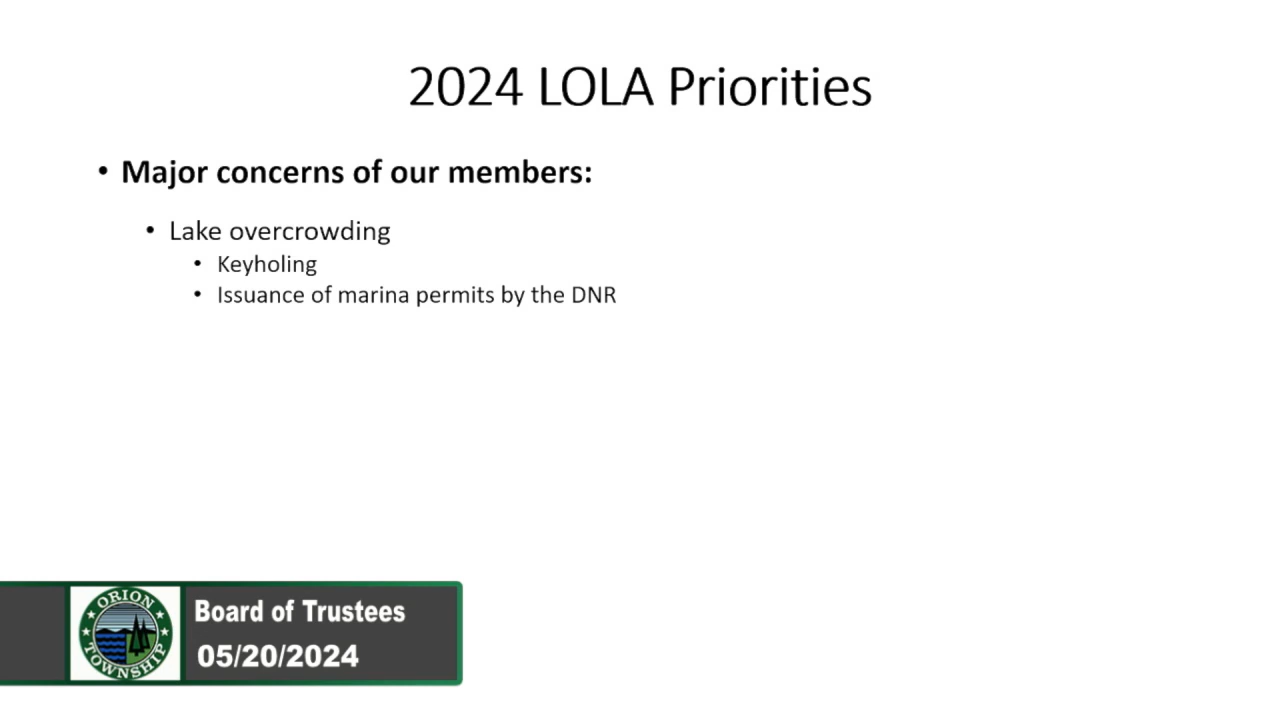 2024 LOLA Priorities
• Major concerns of our members:
• Lake overcrowding
• Keyholing
• Issuance of marina permits by the DNR
ORION
TOWNSHIP
Board of Trustees
05/20/2024